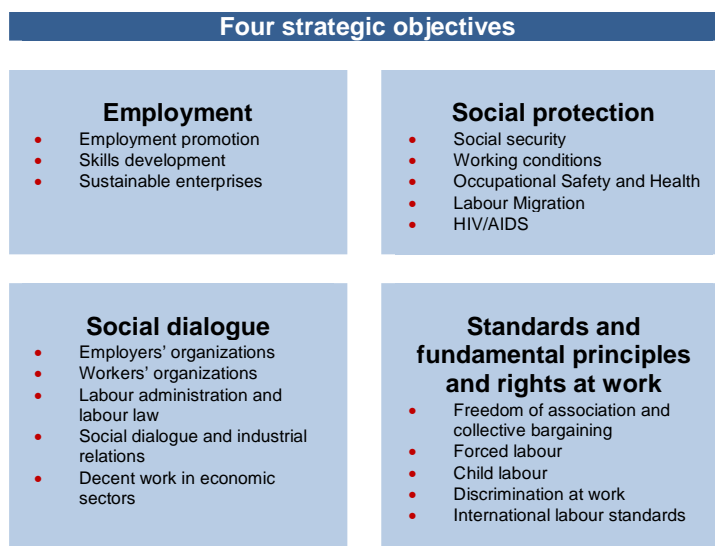 Four strategic objectives
Employment
• Employment promotion
• Skills development
• Sustainable enterprises
Social protection
• Social security
• Working conditions
• Occupational Safety and Health
• Labour Migration
• HIV/AIDS
Social dialogue
• Employers’ organizations
• Workers’ organizations
• Labour administration and
labour law
• Social dialogue and industrial
relations
• Decent work in economic
sectors
Standards and
fundamental principles
and rights at work
• Freedom of association and
collective bargaining
• Forced labour
• Child labour
• Discrimination at work
• International labour standards